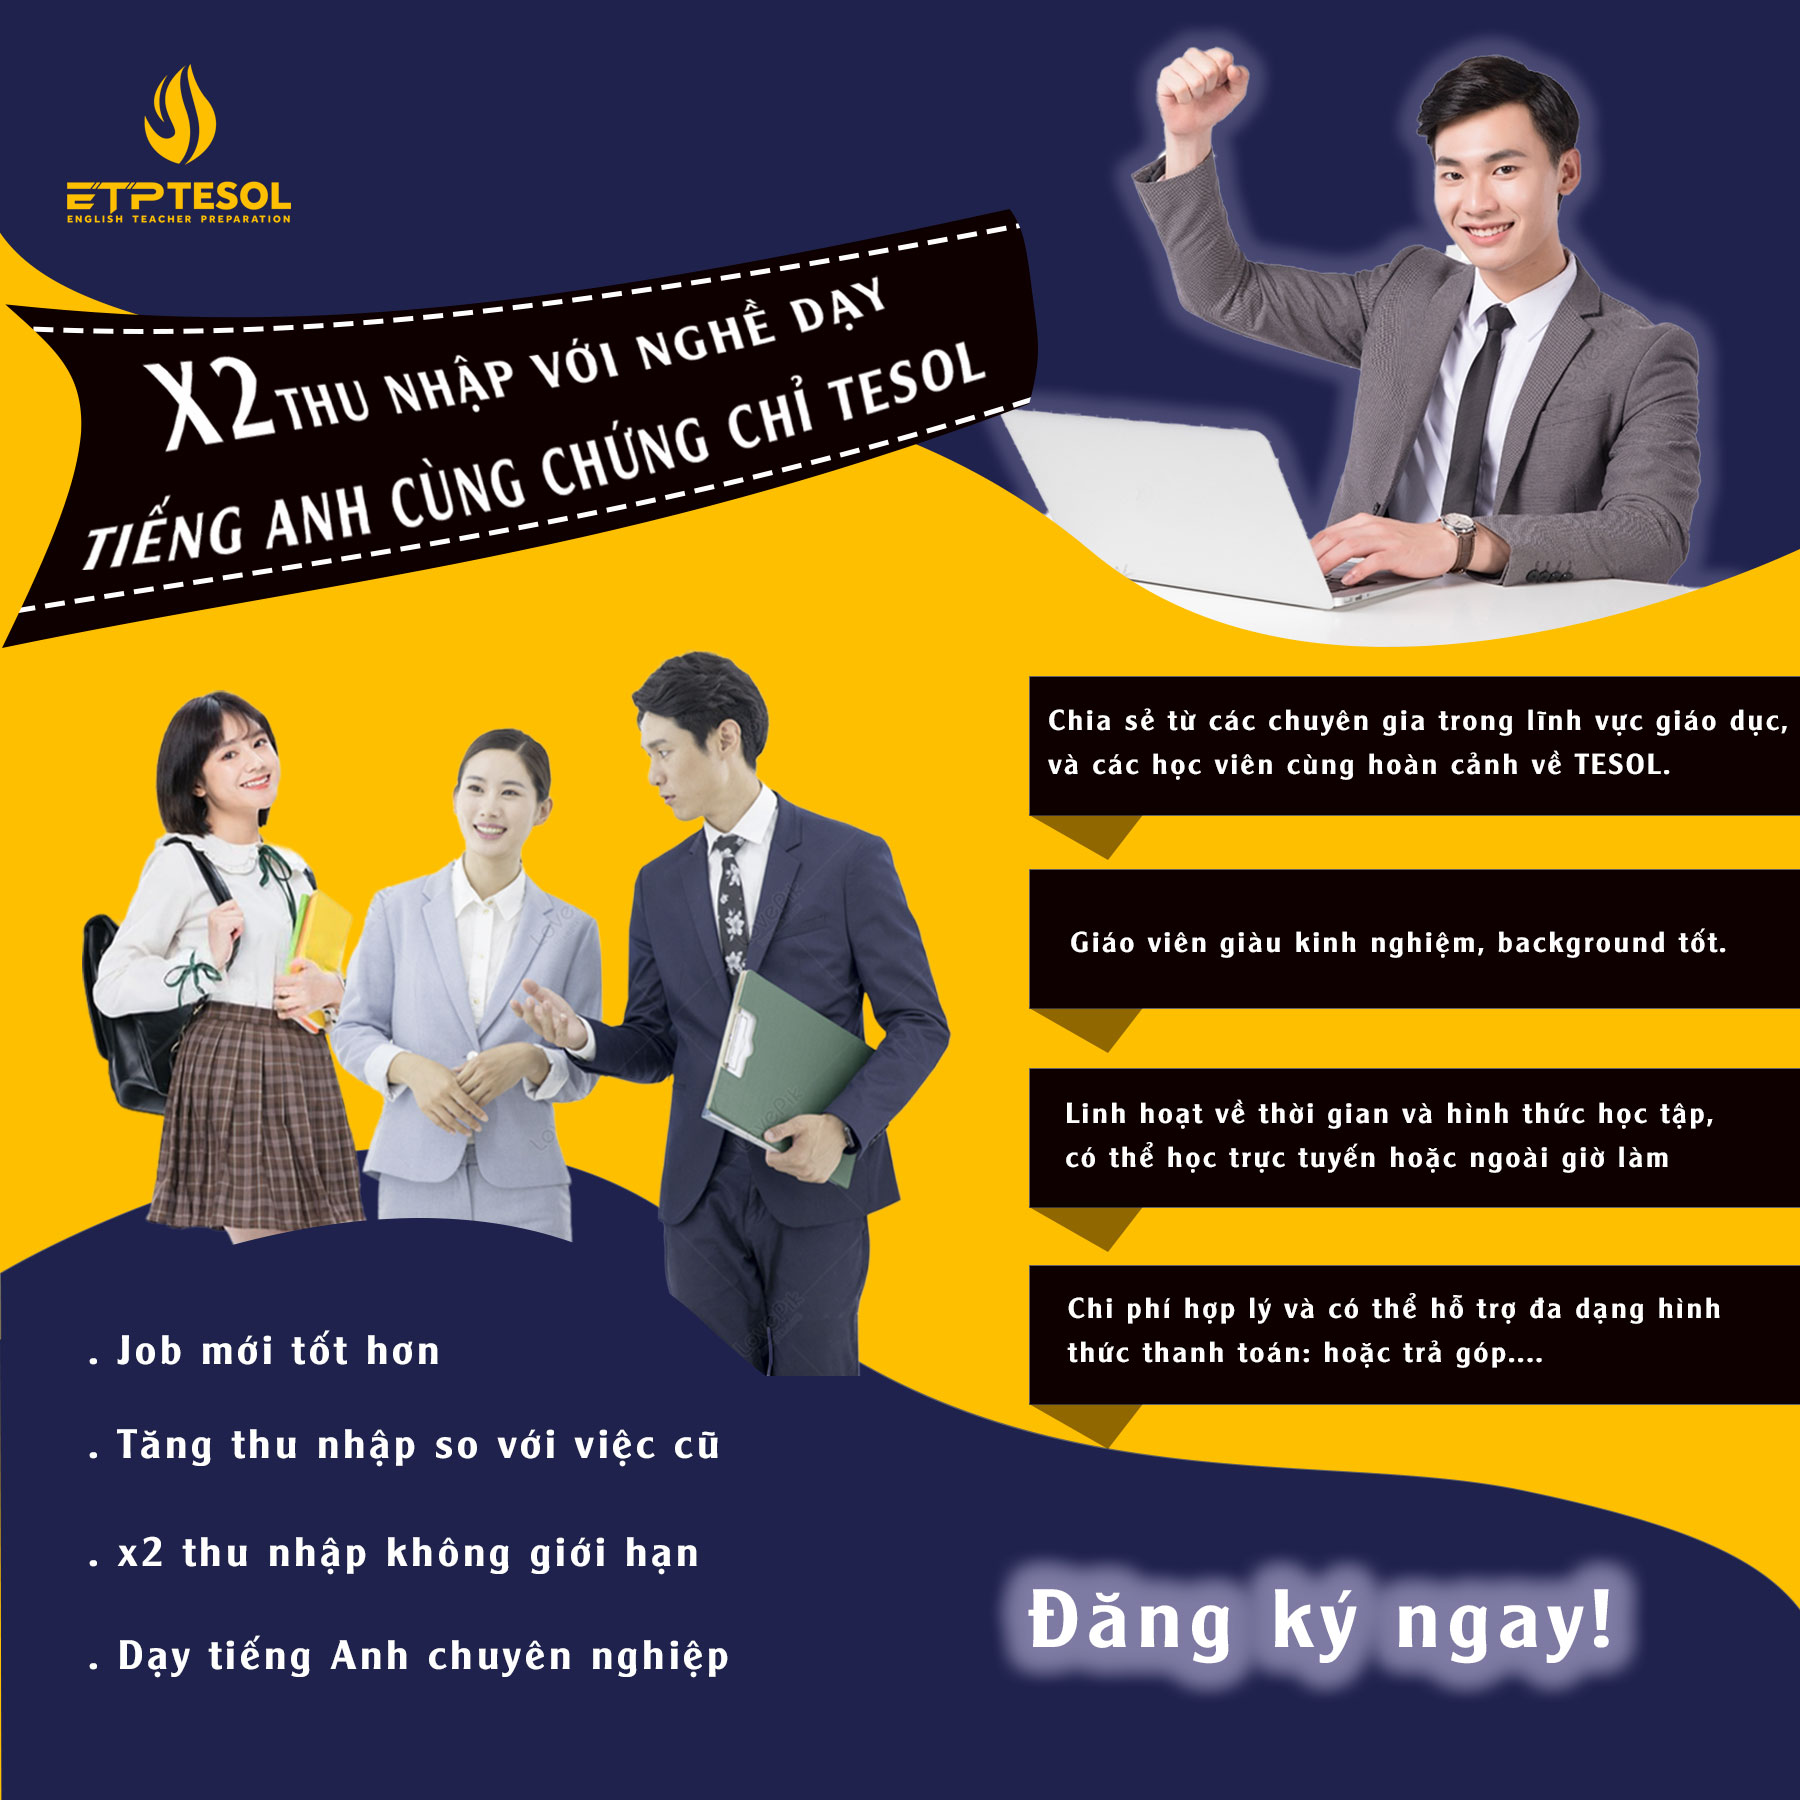 ETPTESOL
ENGLISH TEACHER PREPARATION
X2 THU NHẬP VỚI NGHỀ DẠY
TIẾNG ANH CÙNG CHỨNG CHỈ TESOL
Chia sẻ từ các chuyên gia trong lĩnh vực giáo dục,
và các học viên cùng hoàn cảnh về TESOL.
Giáo viên giàu kinh nghiệm, background tốt.
Linh hoạt về thời gian và hình thức học tập,
có thể học trực tuyến hoặc ngoài giờ làm
Chi phí hợp lý và có thể hỗ trợ đa dạng hình
thức thanh toán: hoặc trả góp....
. Job mới tốt hơn
. Tăng thu nhập so với việc cũ
. x2 thu nhập không giới hạn
. Dạy tiếng Anh chuyên nghiệp
Đăng ký ngay!